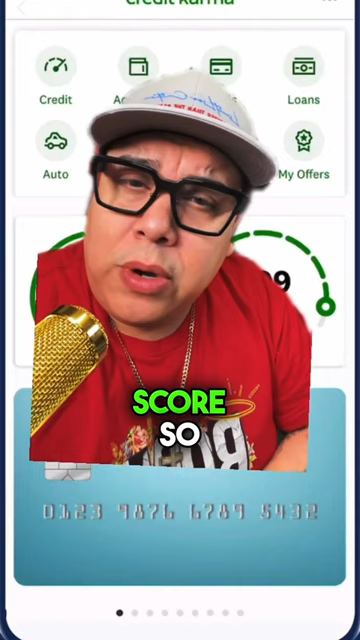 credit karma
Credit
Loans
Auto
My Offers
SCORE
SO
0123 9876 6789 5432